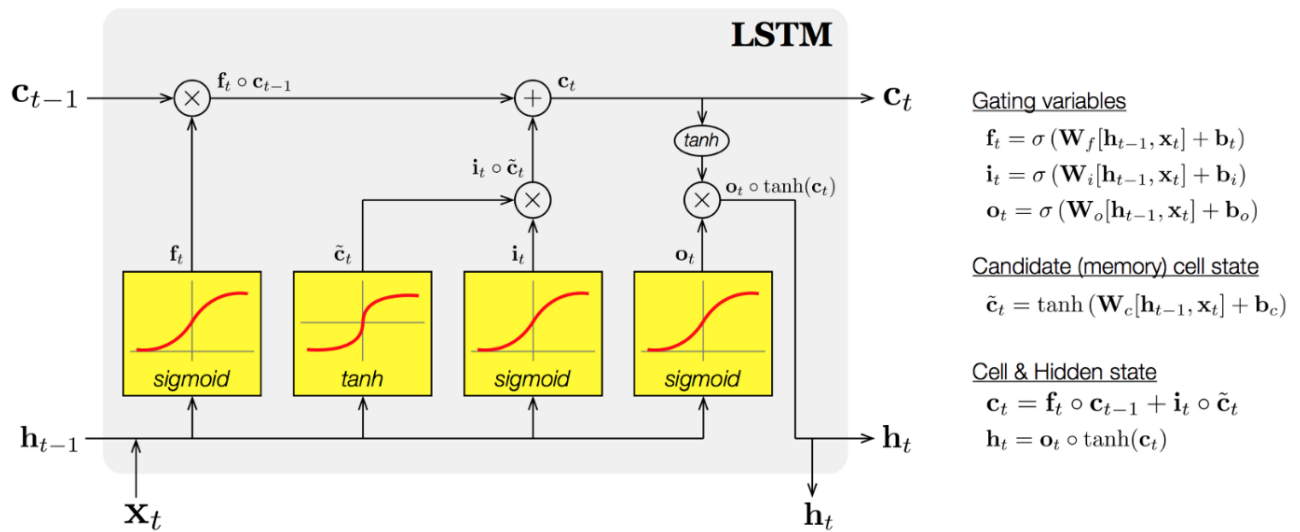 LSTM
c_{t-1}
f_t ∘ c_{t-1}
c_t
c_t
tanh
i_t ∘ c̃_t
o_t ∘ tanh(c_t)
f_t
c̃_t
i_t
o_t
sigmoid
tanh
sigmoid
sigmoid
h_{t-1}
h_t
x_t
h_t
Gating variables
f_t = σ (W_f[h_{t-1}, x_t] + b_t)
i_t = σ (W_i[h_{t-1}, x_t] + b_i)
o_t = σ (W_o[h_{t-1}, x_t] + b_o)
Candidate (memory) cell state
c̃_t = tanh (W_c[h_{t-1}, x_t] + b_c)
Cell & Hidden state
c_t = f_t ∘ c_{t-1} + i_t ∘ c̃_t
h_t = o_t ∘ tanh(c_t)